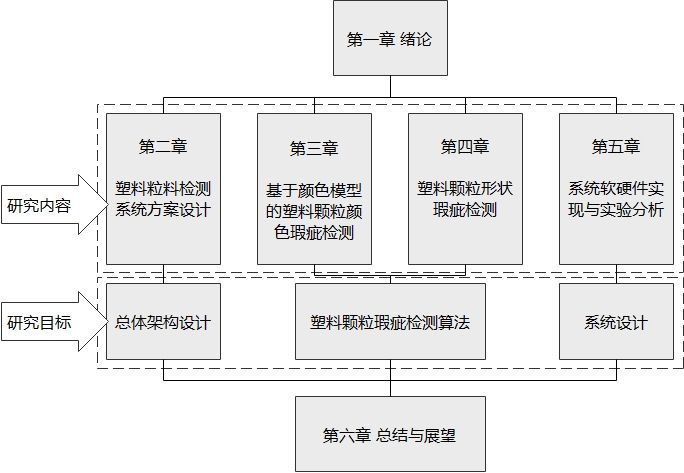 第一章 绪论
研究内容
第二章
塑料粒料检测
系统方案设计
第三章
基于颜色模型
的塑料颗粒颜
色瑕疵检测
第四章
塑料颗粒形状
瑕疵检测
第五章
系统软硬件实
现与实验分析
研究目标
总体架构设计
塑料颗粒瑕疵检测算法
系统设计
第六章 总结与展望